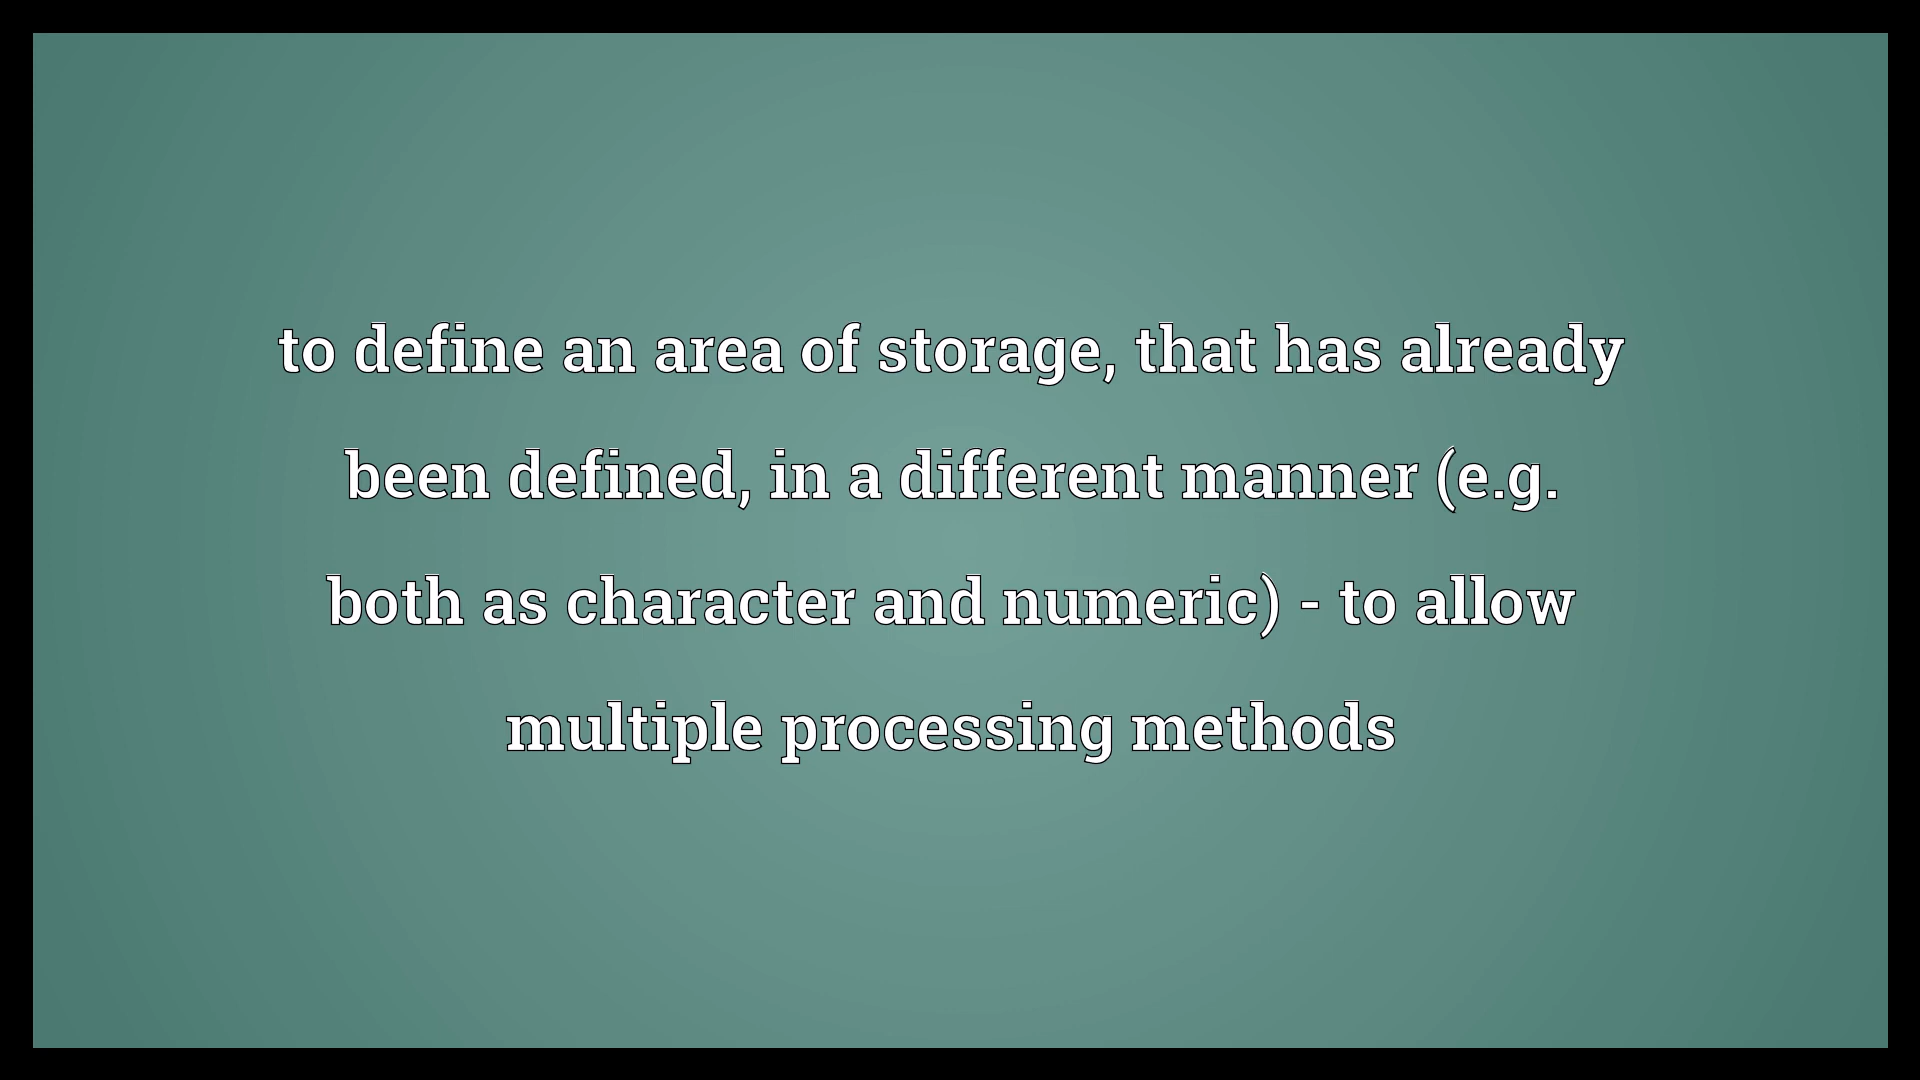 to define an area of storage, that has already
been defined, in a different manner (e.g.
both as character and numeric) - to allow
multiple processing methods